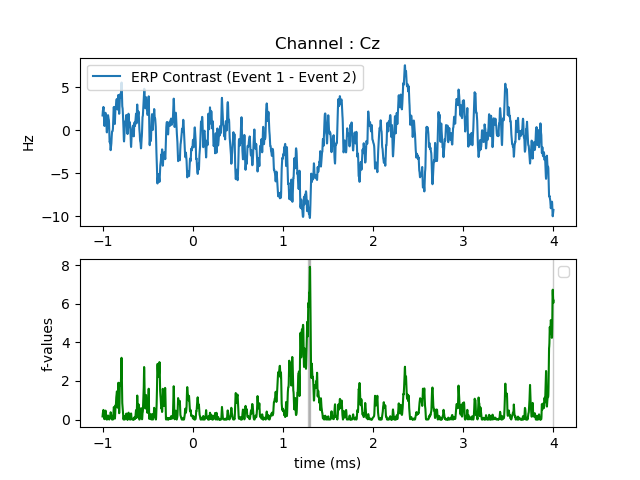 Channel : Cz
ERP Contrast (Event 1 - Event 2)
Hz
5
0
−5
−10
−1 0 1 2 3 4
f-values
8
6
4
2
0
−1 0 1 2 3 4
time (ms)